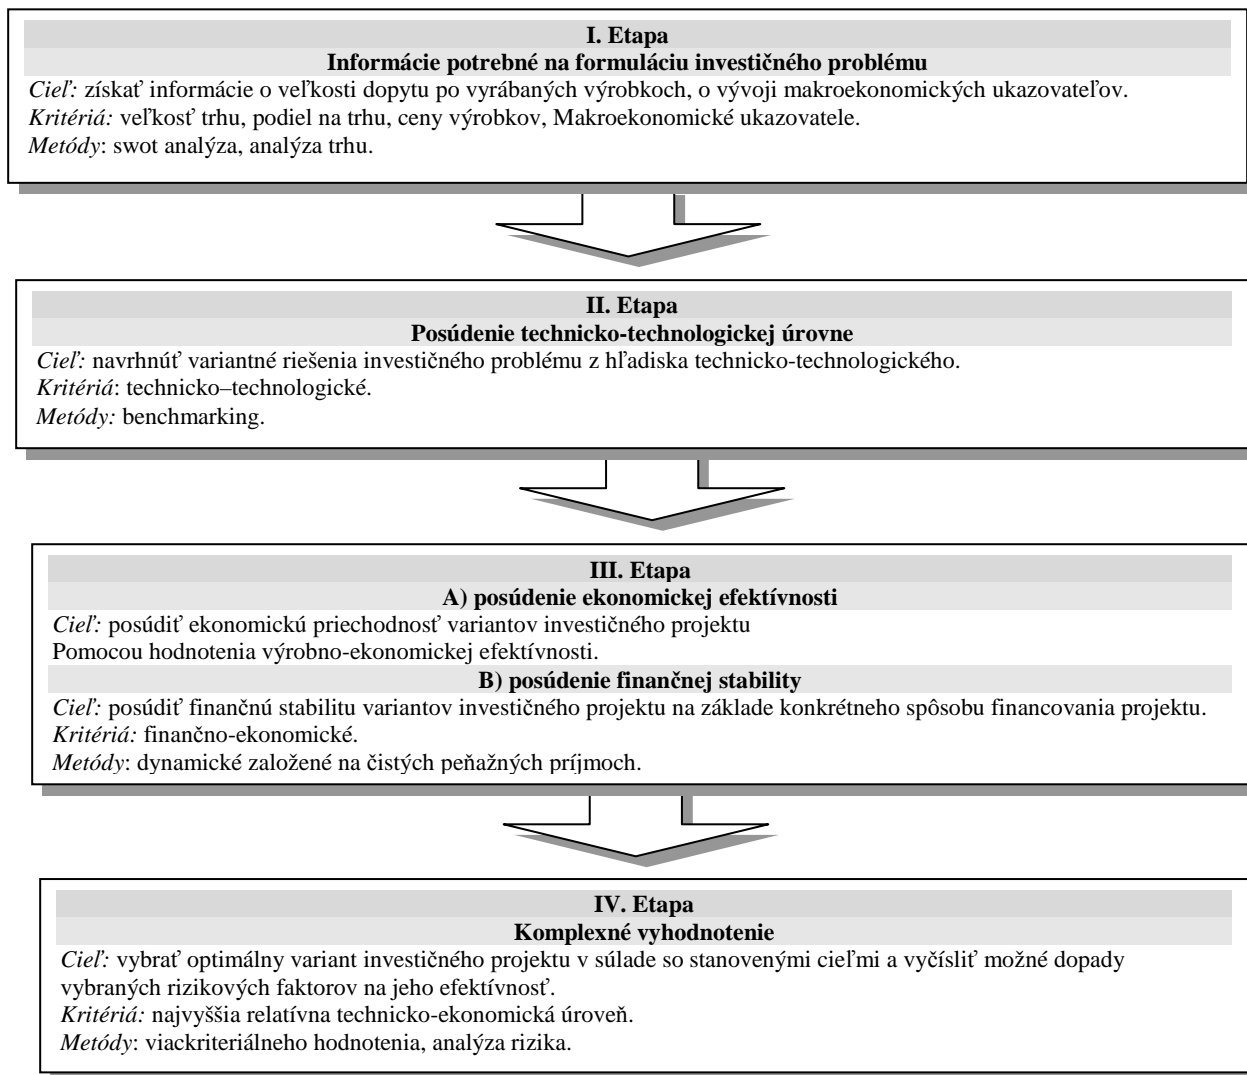 I. Etapa
Informácie potrebné na formuláciu investičného problému
Cieľ: získať informácie o veľkosti dopytu po vyrábaných výrobkoch, o vývoji makroekonomických ukazovateľov.
Kritériá: veľkosť trhu, podiel na trhu, ceny výrobkov, Makroekonomické ukazovatele.
Metódy: swot analýza, analýza trhu.
II. Etapa
Posúdenie technicko-technologickej úrovne
Cieľ: navrhnúť variantné riešenia investičného problému z hľadiska technicko-technologického.
Kritériá: technicko–technologické.
Metódy: benchmarking.
III. Etapa
A) posúdenie ekonomickej efektívnosti
Cieľ: posúdiť ekonomickú priechodnosť variantov investičného projektu
Pomocou hodnotenia výrobno-ekonomickej efektívnosti.
B) posúdenie finančnej stability
Cieľ: posúdiť finančnú stabilitu variantov investičného projektu na základe konkrétneho spôsobu financovania projektu.
Kritériá: finančno-ekonomické.
Metódy: dynamické založené na čistých peňažných príjmoch.
IV. Etapa
Komplexné vyhodnotenie
Cieľ: vybrať optimálny variant investičného projektu v súlade so stanovenými cieľmi a vyčísliť možné dopady
vybraných rizikových faktorov na jeho efektívnosť.
Kritériá: najvyššia relatívna technicko-ekonomická úroveň.
Metódy: viackriteriálneho hodnotenia, analýza rizika.